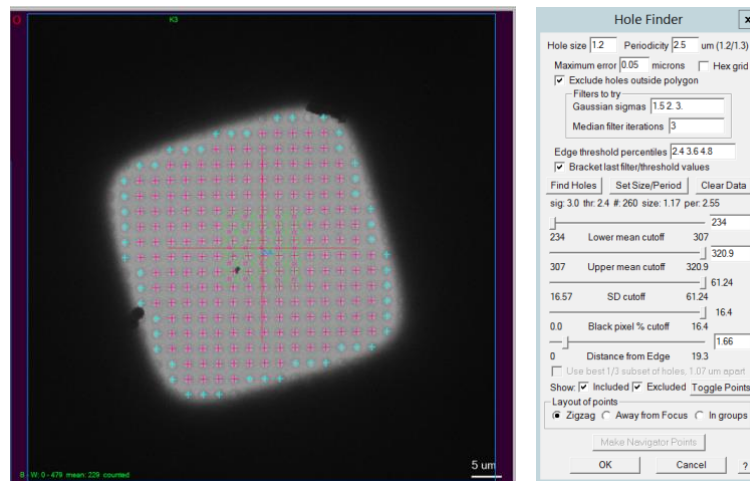 K3
5 um
B - W: 0 - 479 mean: 229 counted
Hole Finder
x
Hole size 1.2 Periodicity 2.5 um (1.2/1.3)
Maximum error 0.05 microns Hex grid
Exclude holes outside polygon
Filters to try
Gaussian sigmas 1.5 2. 3.
Median filter iterations 3
Edge threshold percentiles 2.4 3.6 4.8
Bracket last filter/threshold values
Find Holes Set Size/Period Clear Data
sig: 3.0 thr: 2.4 #: 260 size: 1.17 per: 2.55
234
234 Lower mean cutoff 307
320.9
307 Upper mean cutoff 320.9
61.24
16.57 SD cutoff 61.24
16.4
0.0 Black pixel % cutoff 16.4
1.66
0 Distance from Edge 19.3
Use best 1/3 subset of holes, 1.07 um apart
Show: Included Excluded Toggle Points
Layout of points
Zigzag Away from Focus In groups
Make Navigator Points
OK Cancel ?